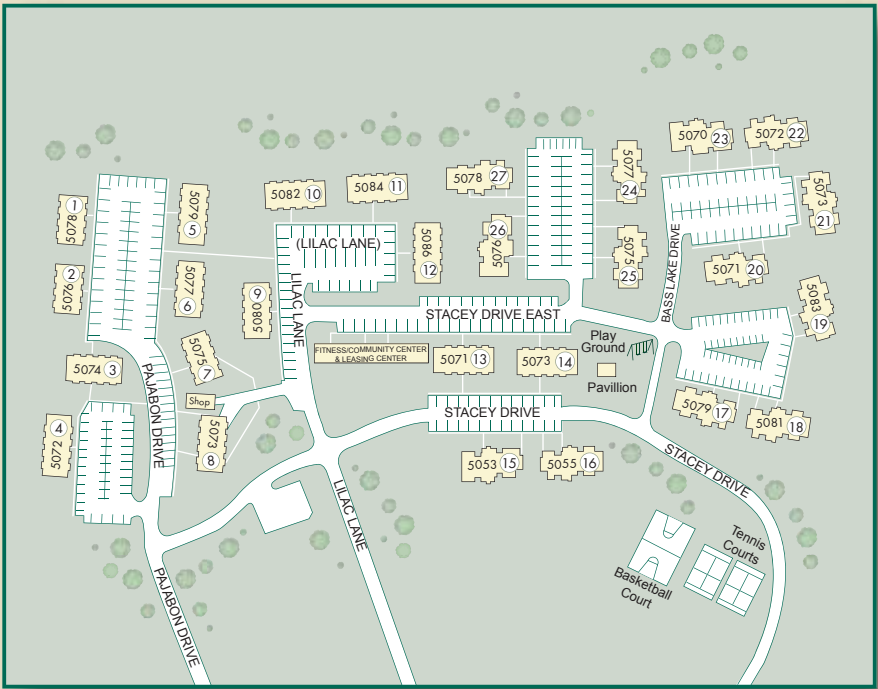 5070 23
5072 22
5077
24
5078 27
5082 10
5084 11
5073
21
1
5078
5079
5
26
5076
(LILAC LANE)
5086
12
BASS LAKE DRIVE
5075
25
5071 20
2
5076
5077
6
9
5080
LILAC LANE
STACEY DRIVE EAST
5083
19
Play
Ground
FITNESS/COMMUNITY CENTER
& LEASING CENTER
5071 13
5073 14
Pavillion
5075
7
5074 3
PAJABON DRIVE
Shop
STACEY DRIVE
5079 17
5081 18
4
5072
5073
8
5053 15
5055 16
STACEY DRIVE
LILAC LANE
Tennis
Courts
Basketball
Court
PAJABON DRIVE